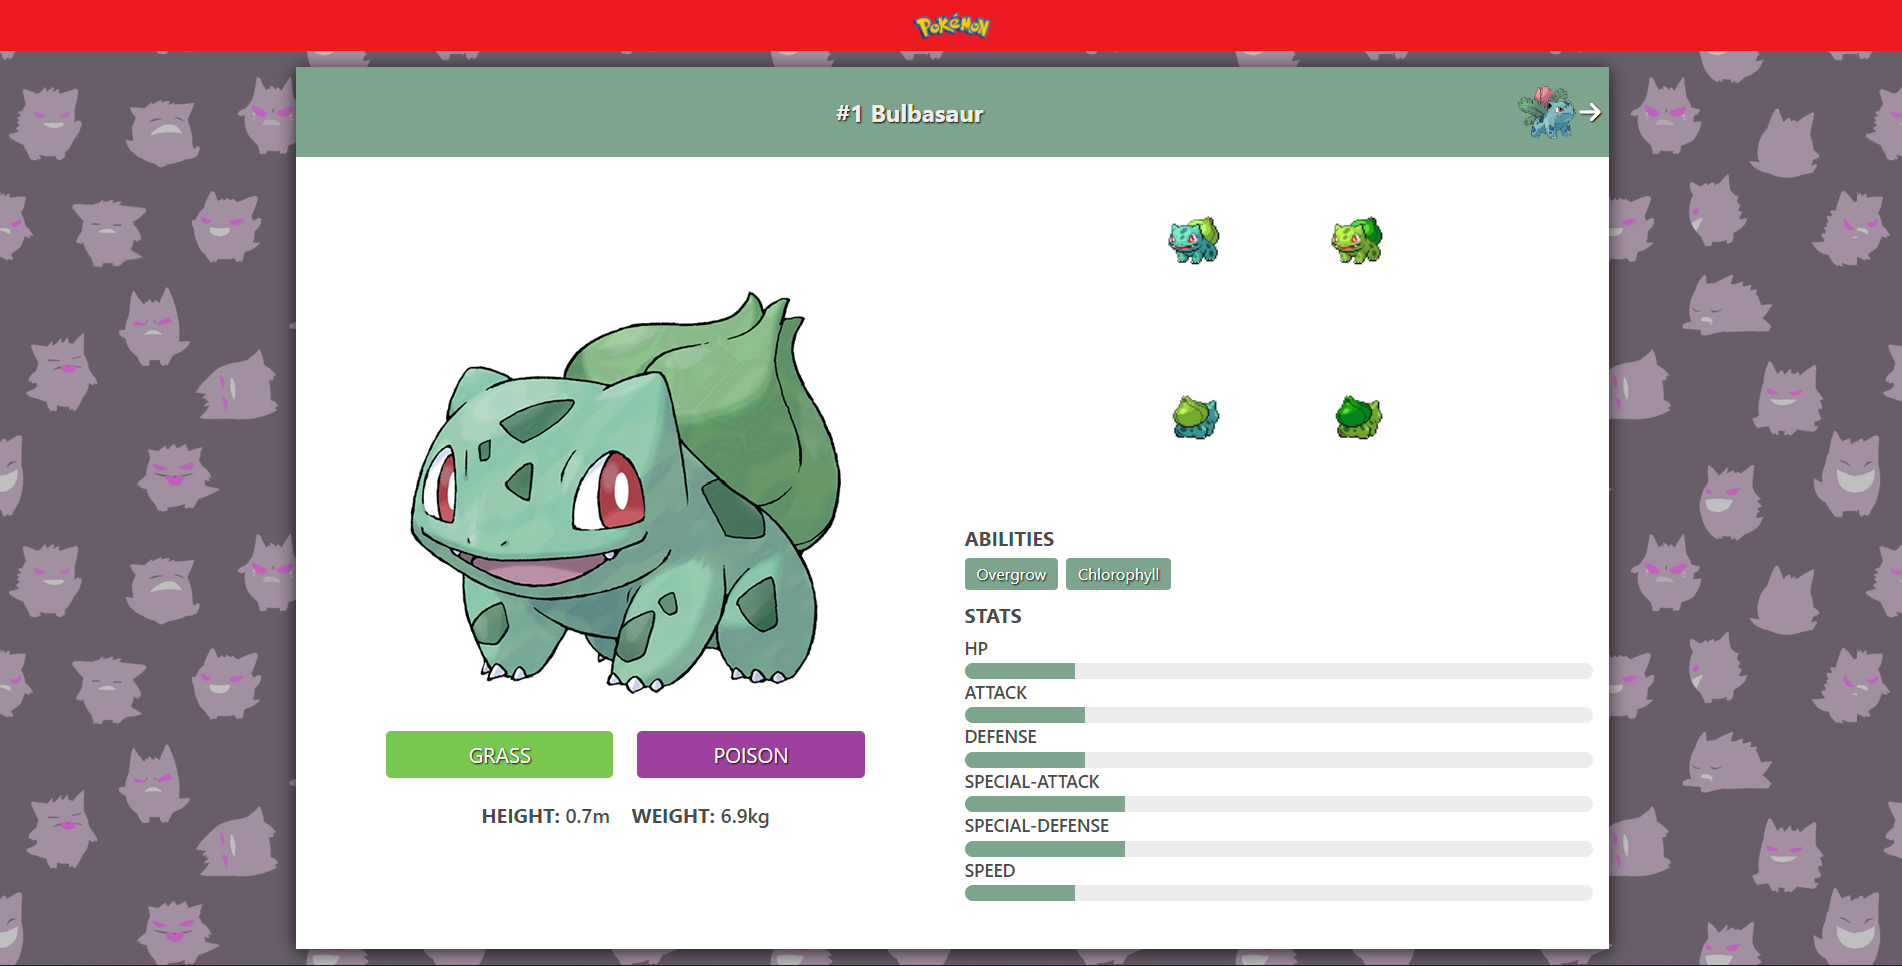 Pokémon
#1 Bulbasaur
GRASS
POISON
HEIGHT: 0.7m WEIGHT: 6.9kg
ABILITIES
Overgrow
Chlorophyll
STATS
HP
ATTACK
DEFENSE
SPECIAL-ATTACK
SPECIAL-DEFENSE
SPEED